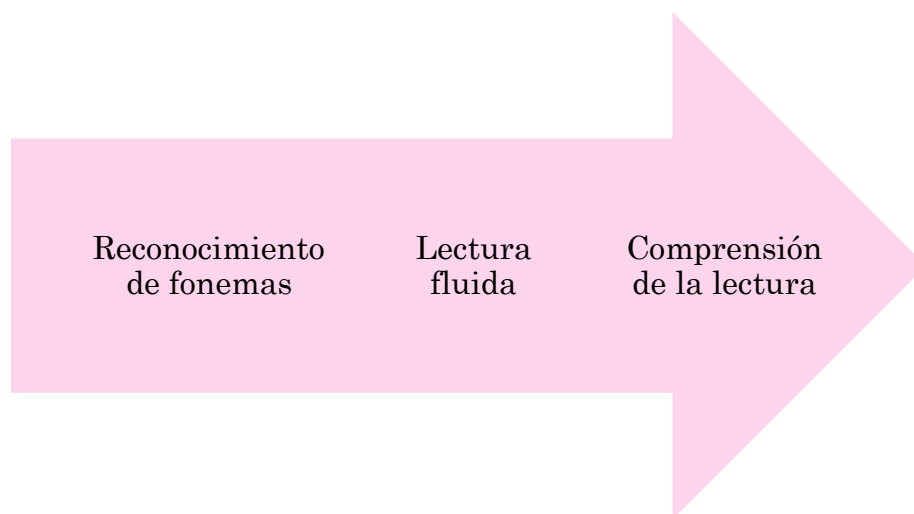 Reconocimiento
de fonemas
Lectura
fluida
Comprensión
de la lectura